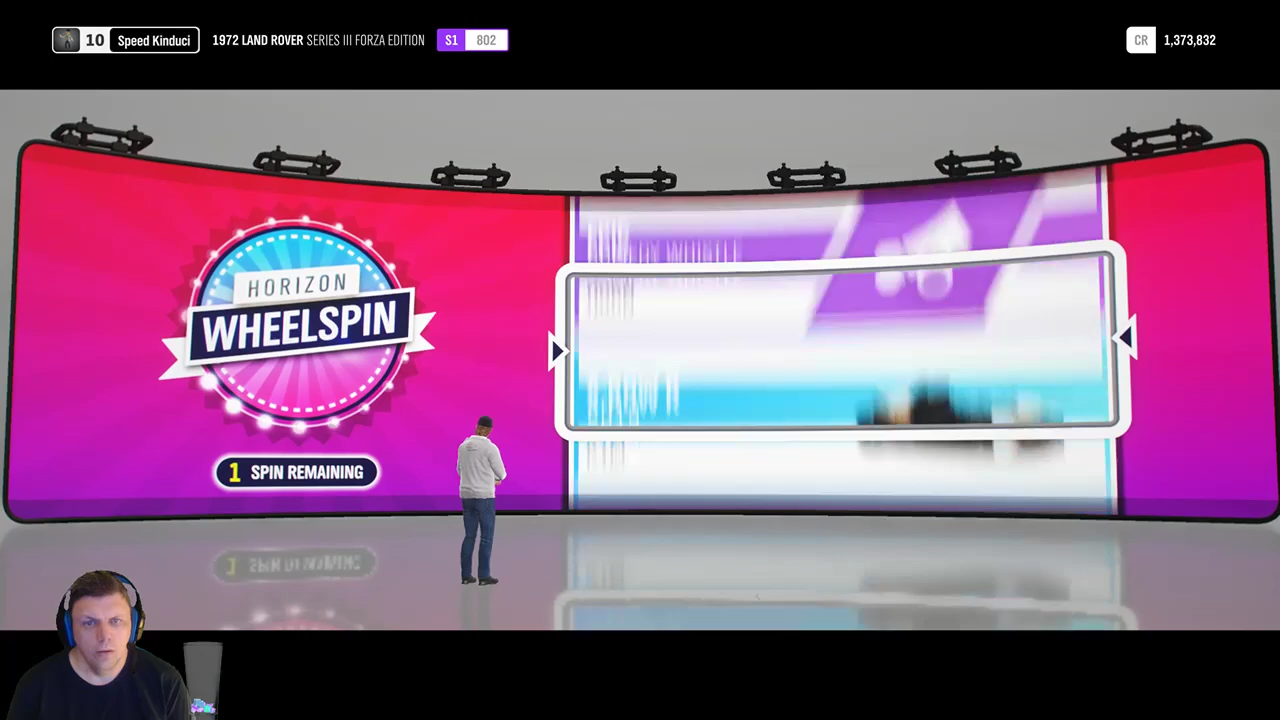 10 Speed Kinduci 1972 LAND ROVER SERIES III FORZA EDITION S1 802 CR 1,373,832
HORIZON
WHEELSPIN
1 SPIN REMAINING